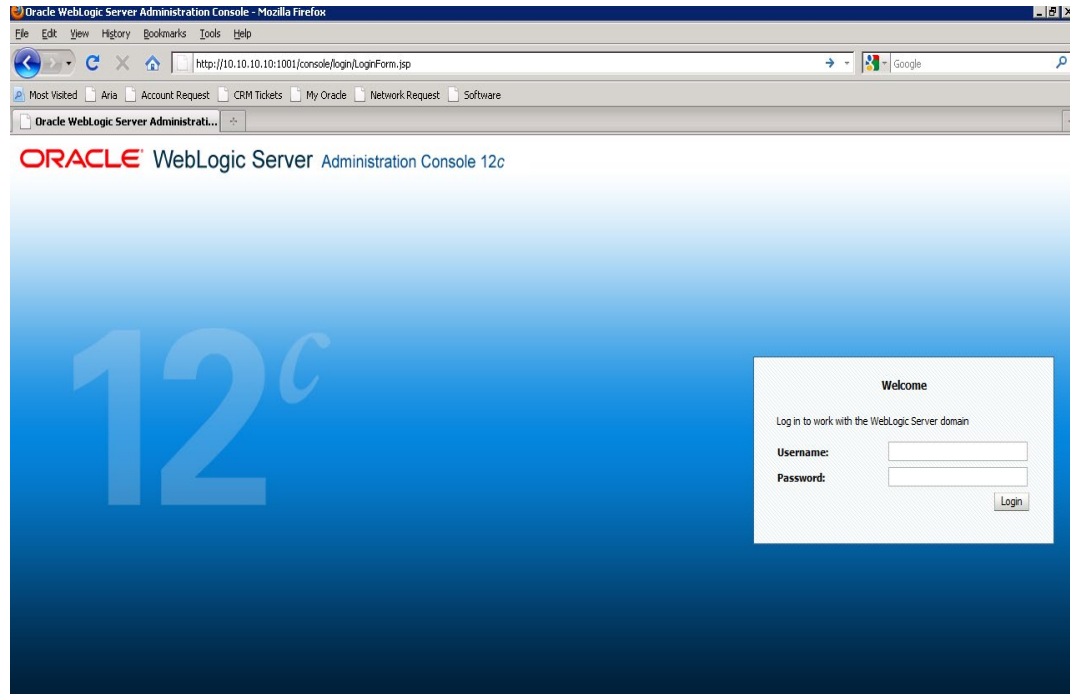 Oracle WebLogic Server Administration Console - Mozilla Firefox
File Edit View History Bookmarks Tools Help
http://10.10.10.10:1001/console/login/LoginForm.jsp
Google
Most Visited Aria Account Request CRM Tickets My Oracle Network Request Software
Oracle WebLogic Server Administrati...
ORACLE WebLogic Server Administration Console 12c
12c
Welcome
Log in to work with the WebLogic Server domain
Username:
Password:
Login